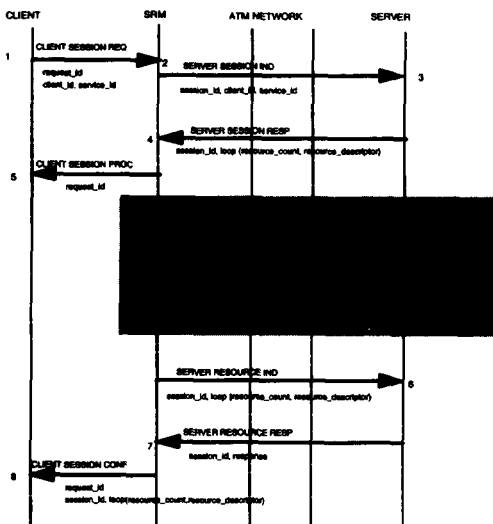 CLIENT SRM ATM NETWORK SERVER
CLIENT SESSION REQ
1
2
request_id
client_id, service_id
SERVER SESSION IND
3
session_id, client_id, service_id
SERVER SESSION RESP
4
session_id, loop (resource_count, resource_descriptor)
CLIENT SESSION PROC
5
request_id
SERVER RESOURCE IND
6
session_id, loop (resource_count, resource_descriptor)
SERVER RESOURCE RESP
7
session_id, response
CLIENT SESSION CONF
8
request_id
session_id, loop(resource_count,resource_descriptor)